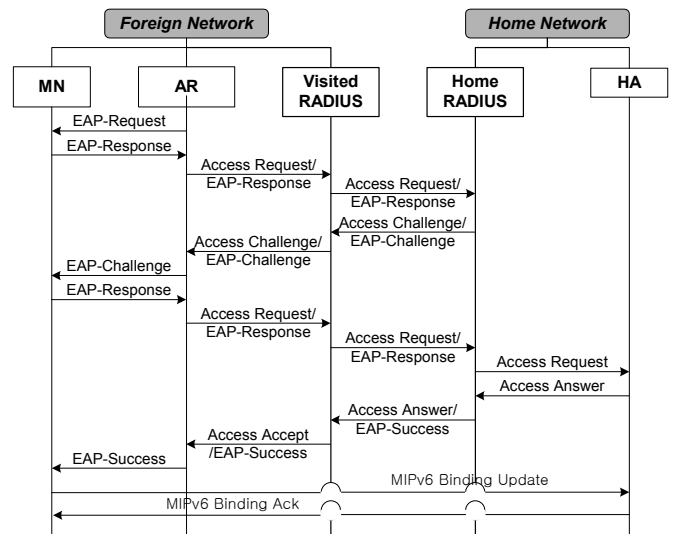 Foreign Network
Home Network
MN
AR
Visited
RADIUS
Home
RADIUS
HA
EAP-Request
EAP-Response
Access Request/
EAP-Response
Access Request/
EAP-Response
Access Challenge/
EAP-Challenge
Access Challenge/
EAP-Challenge
EAP-Challenge
EAP-Response
Access Request/
EAP-Response
Access Request/
EAP-Response
Access Request
Access Answer
Access Answer/
EAP-Success
Access Accept
/EAP-Success
EAP-Success
MIPv6 Binding Update
MIPv6 Binding Ack